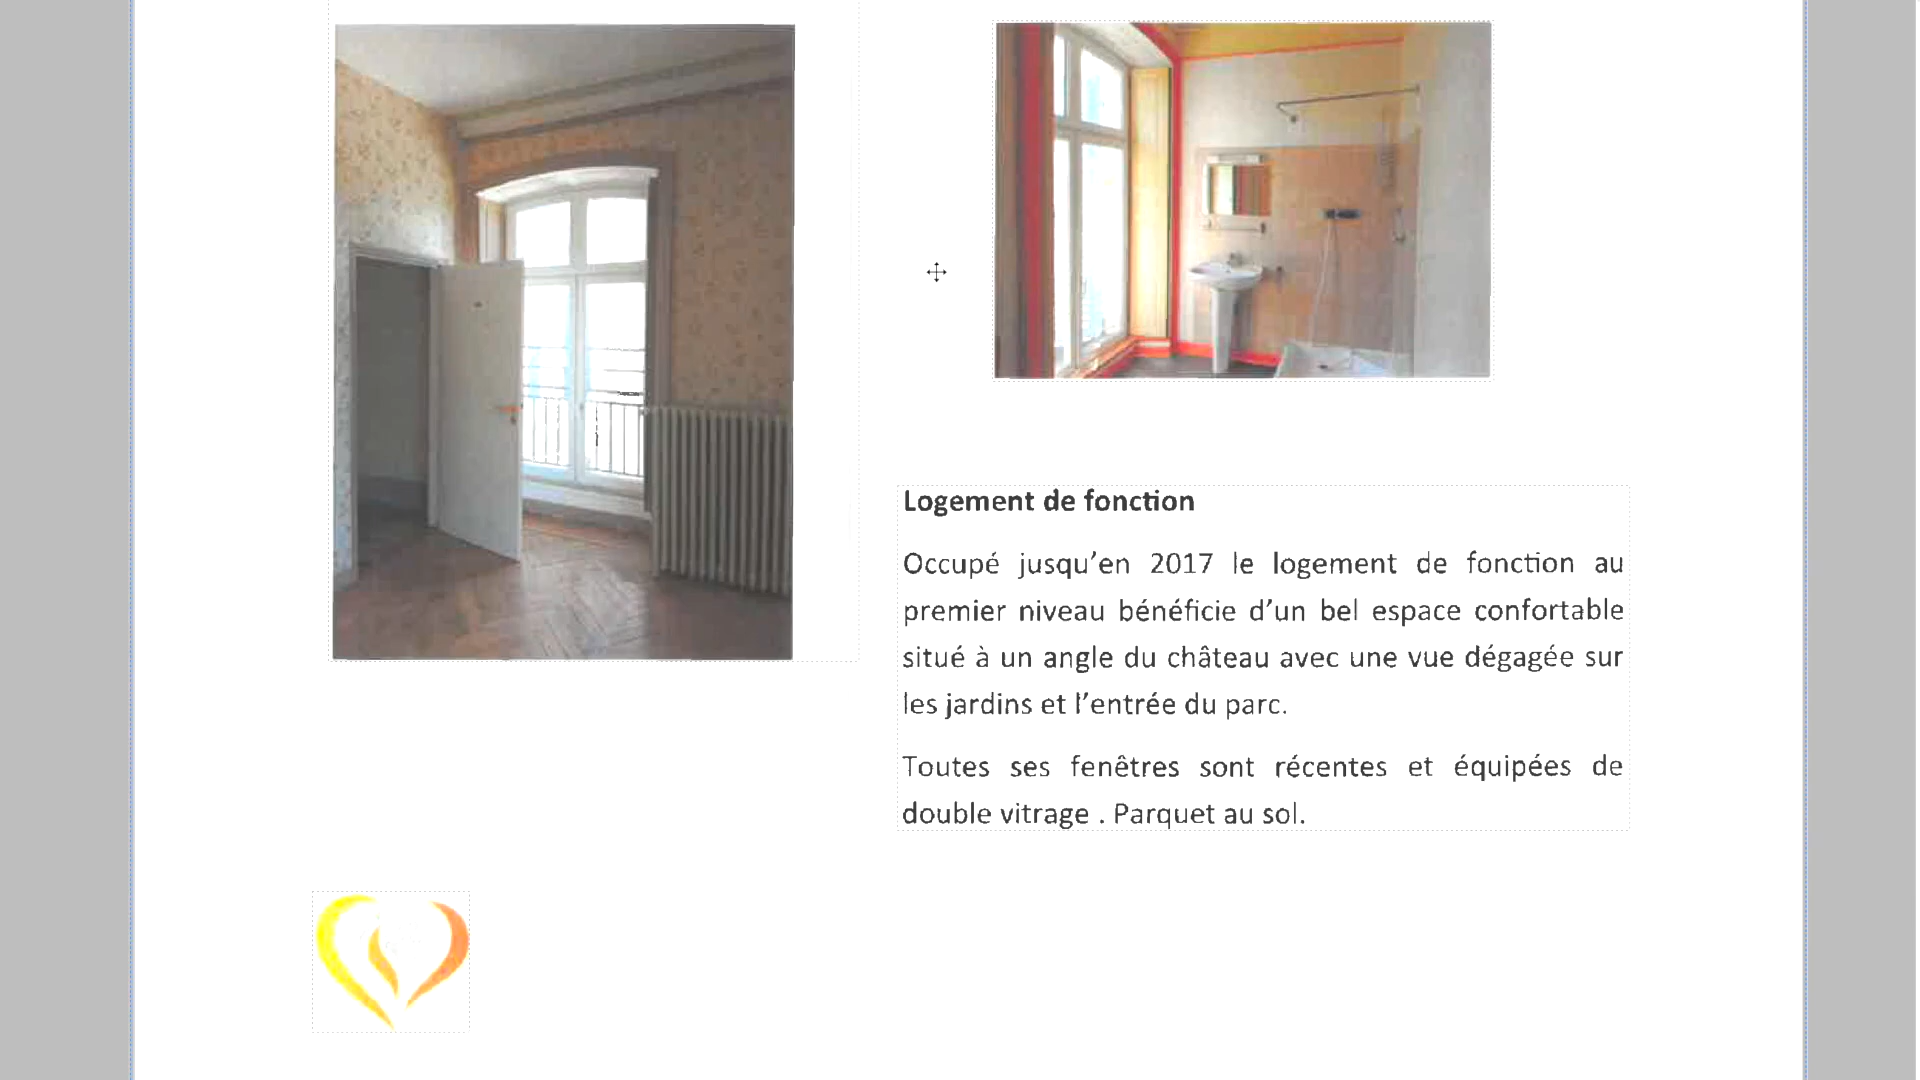 Logement de fonction
Occupé jusqu’en 2017 le logement de fonction au
premier niveau bénéficie d’un bel espace confortable
situé à un angle du château avec une vue dégagée sur
les jardins et l’entrée du parc.
Toutes ses fenêtres sont récentes et équipées de
double vitrage . Parquet au sol.